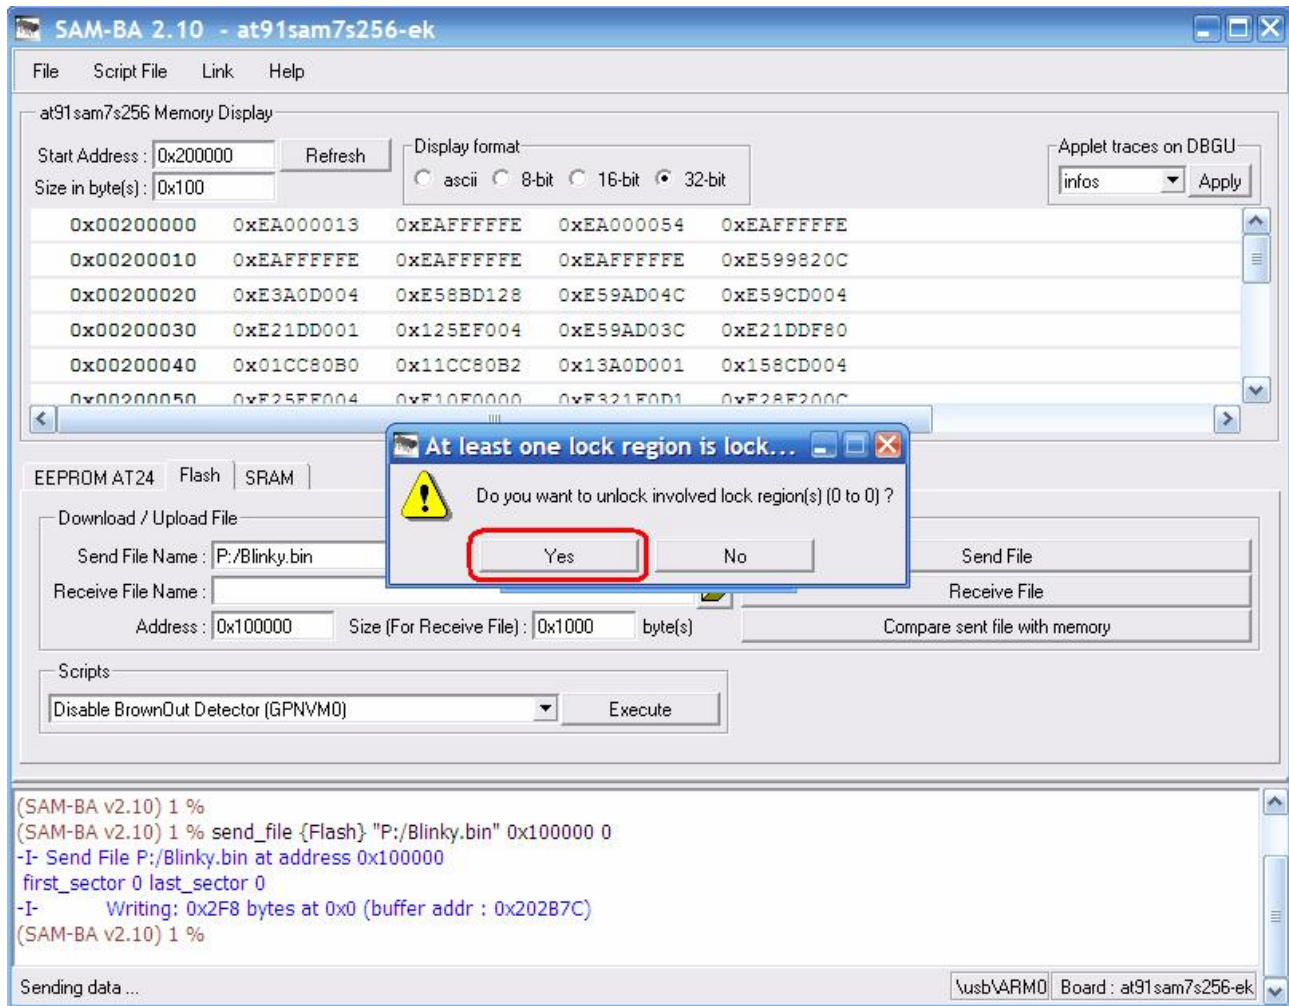 SAM-BA 2.10 - at91sam7s256-ek
File Script File Link Help
at91sam7s256 Memory Display
Start Address : 0x200000 Refresh
Size in byte(s) : 0x100
Display format
ascii 8-bit 16-bit 32-bit
Applet traces on DBGU
infos Apply
0x00200000 0xEA000013 0xEAFFFFFE 0xEA000054 0xEAFFFFFE
0x00200010 0xEAFFFFFE 0xEAFFFFFE 0xEAFFFFFE 0xE599820C
0x00200020 0xE3A0D004 0xE58BD128 0xE59AD04C 0xE59CD004
0x00200030 0xE21DD001 0x125EF004 0xE59AD03C 0xE21DDF80
0x00200040 0x01CC80B0 0x11CC80B2 0x13A0D001 0x158CD004
0x00200050 0xE25EF004 0xE10F0000 0xE321F0D1 0xE28F200C
At least one lock region is lock...
Do you want to unlock involved lock region(s) (0 to 0) ?
Yes No
EEPROM AT24 Flash SRAM
Download / Upload File
Send File Name : P:/Blinky.bin Send File
Receive File Name : Receive File
Address : 0x100000 Size (For Receive File) : 0x1000 byte(s) Compare sent file with memory
Scripts
Disable BrownOut Detector (GPNVM0) Execute
(SAM-BA v2.10) 1 %
(SAM-BA v2.10) 1 % send_file {Flash} "P:/Blinky.bin" 0x100000 0
-I- Send File P:/Blinky.bin at address 0x100000
first_sector 0 last_sector 0
-I- Writing: 0x2F8 bytes at 0x0 (buffer addr : 0x202B7C)
(SAM-BA v2.10) 1 %
Sending data ... \usb\ARM0 Board : at91sam7s256-ek